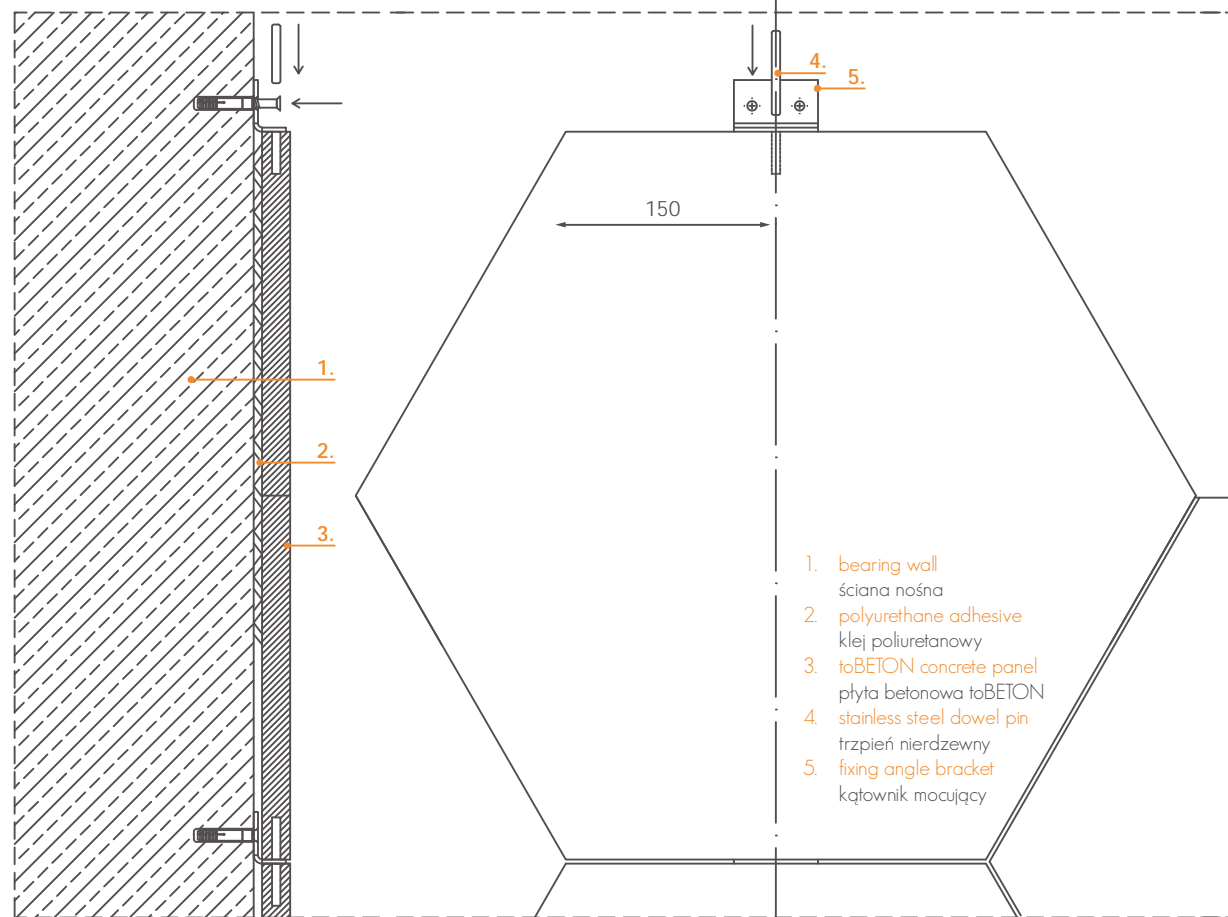 4.
5.
150
1.
2.
3.
1. bearing wall
ściana nośna
2. polyurethane adhesive
klej poliuretanowy
3. toBETON concrete panel
płyta betonowa toBETON
4. stainless steel dowel pin
trzpień nierdzewny
5. fixing angle bracket
kątownik mocujący